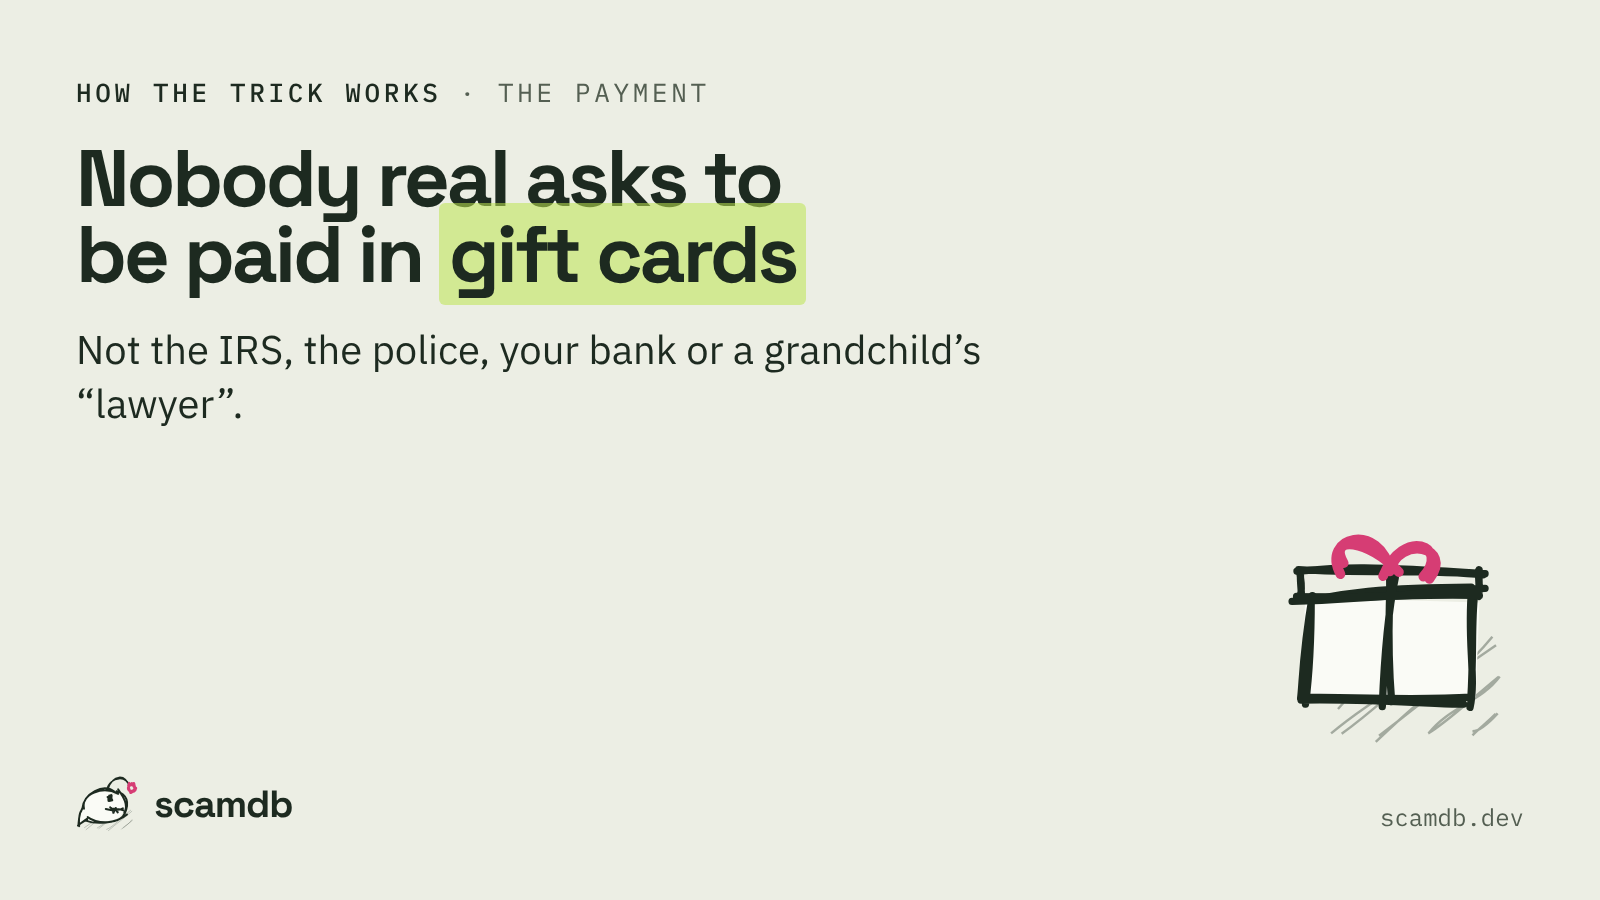 HOW THE TRICK WORKS · THE PAYMENT
Nobody real asks to
be paid in gift cards
Not the IRS, the police, your bank or a grandchild’s
“lawyer”.
scamdb
scamdb.dev